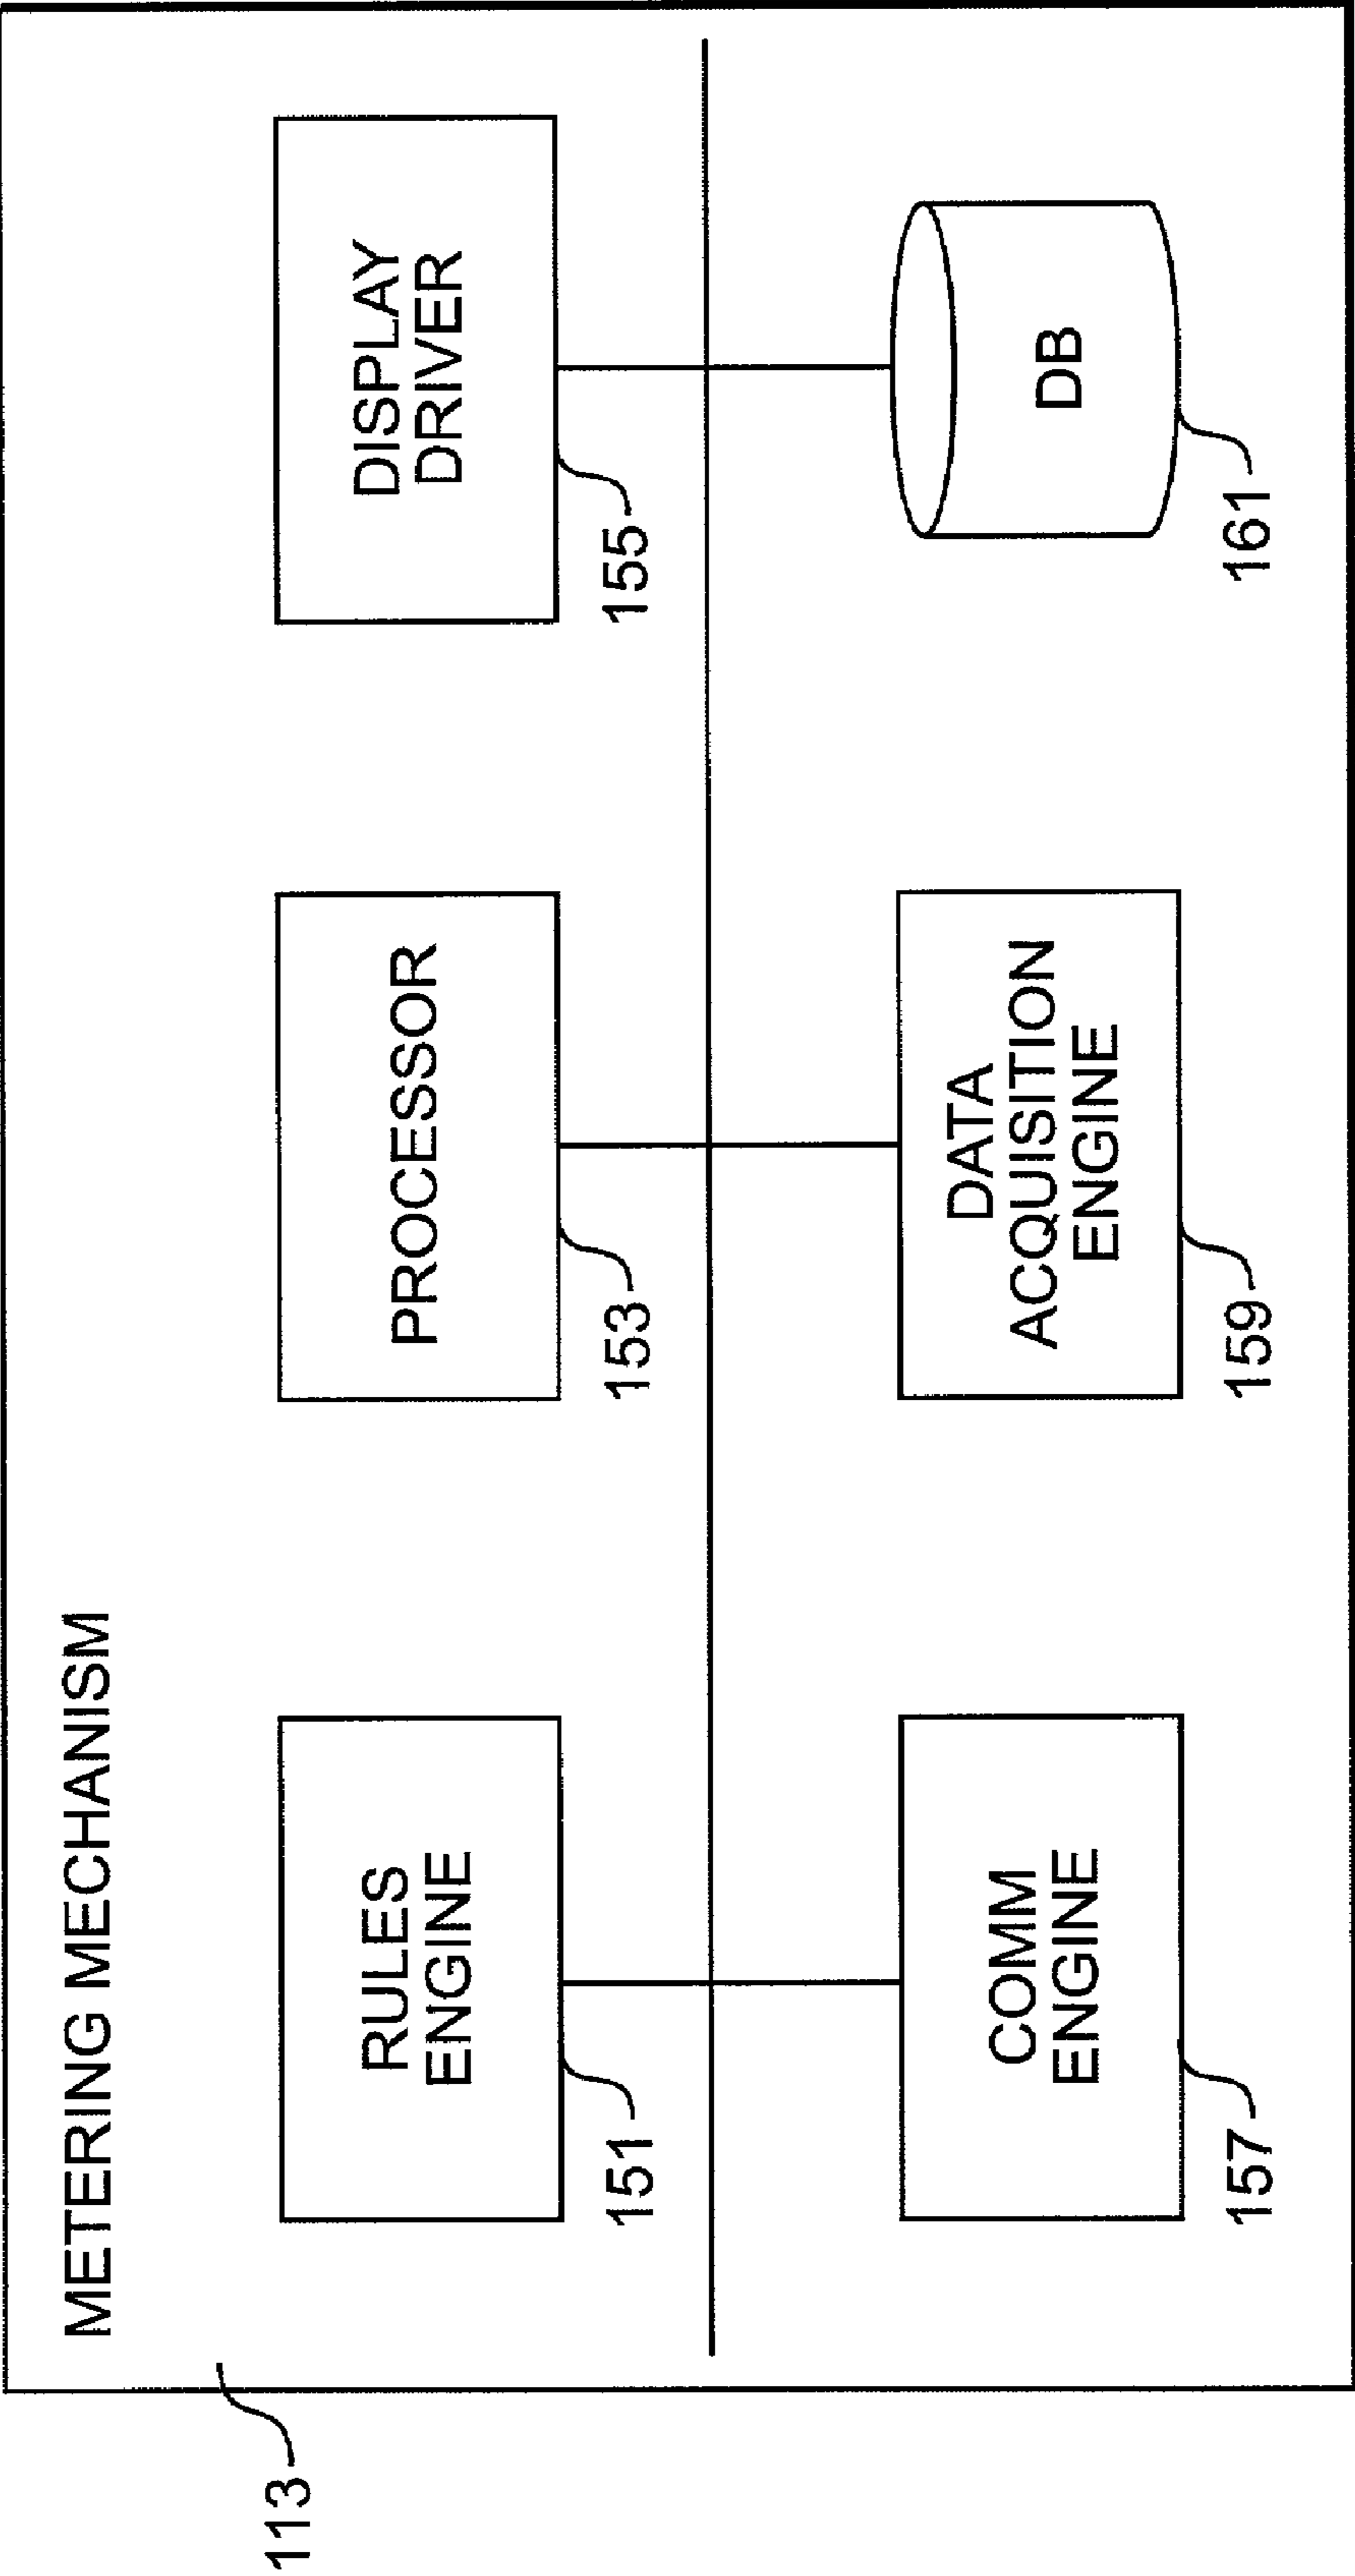 METERING MECHANISM
113
RULES
ENGINE
151
PROCESSOR
153
DISPLAY
DRIVER
155
COMM
ENGINE
157
DATA
ACQUISITION
ENGINE
159
DB
161